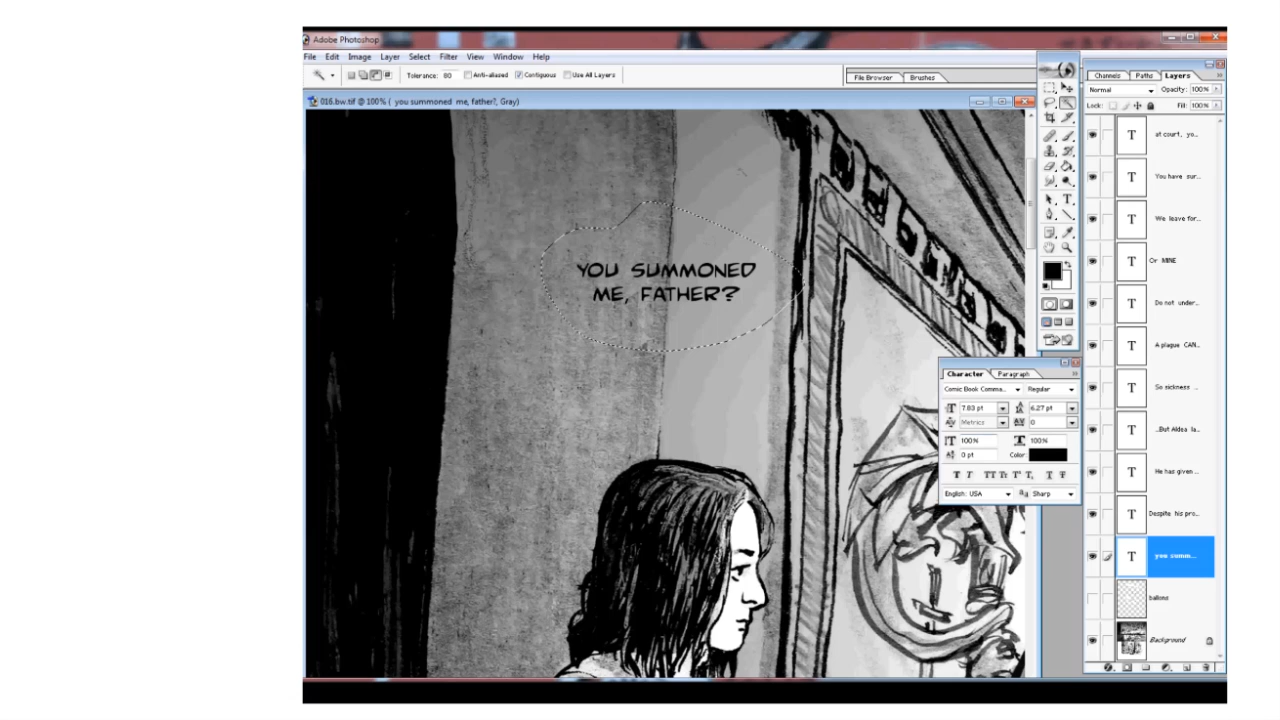 Adobe Photoshop
File Edit Image Layer Select Filter View Window Help
Tolerance: 80 Anti-aliased Contiguous Use All Layers
File Browser Brushes
016.bw.tif @ 100% ( you summoned me, father?, Gray)
YOU SUMMONED
ME, FATHER?
Channels Paths Layers
Normal Opacity: 100%
Lock: Fill: 100%
at court, yo...
You have sur...
We leave for...
Or MINE
Do not under...
A plague CAN...
So sickness ...
...But Aldea la...
He has given ...
Despite his pro...
you summ...
ballons
Background
Character Paragraph
Comic Book Comma... Regular
7.83 pt 6.27 pt
Metrics 0
100% 100%
0 pt Color:
English: USA Sharp